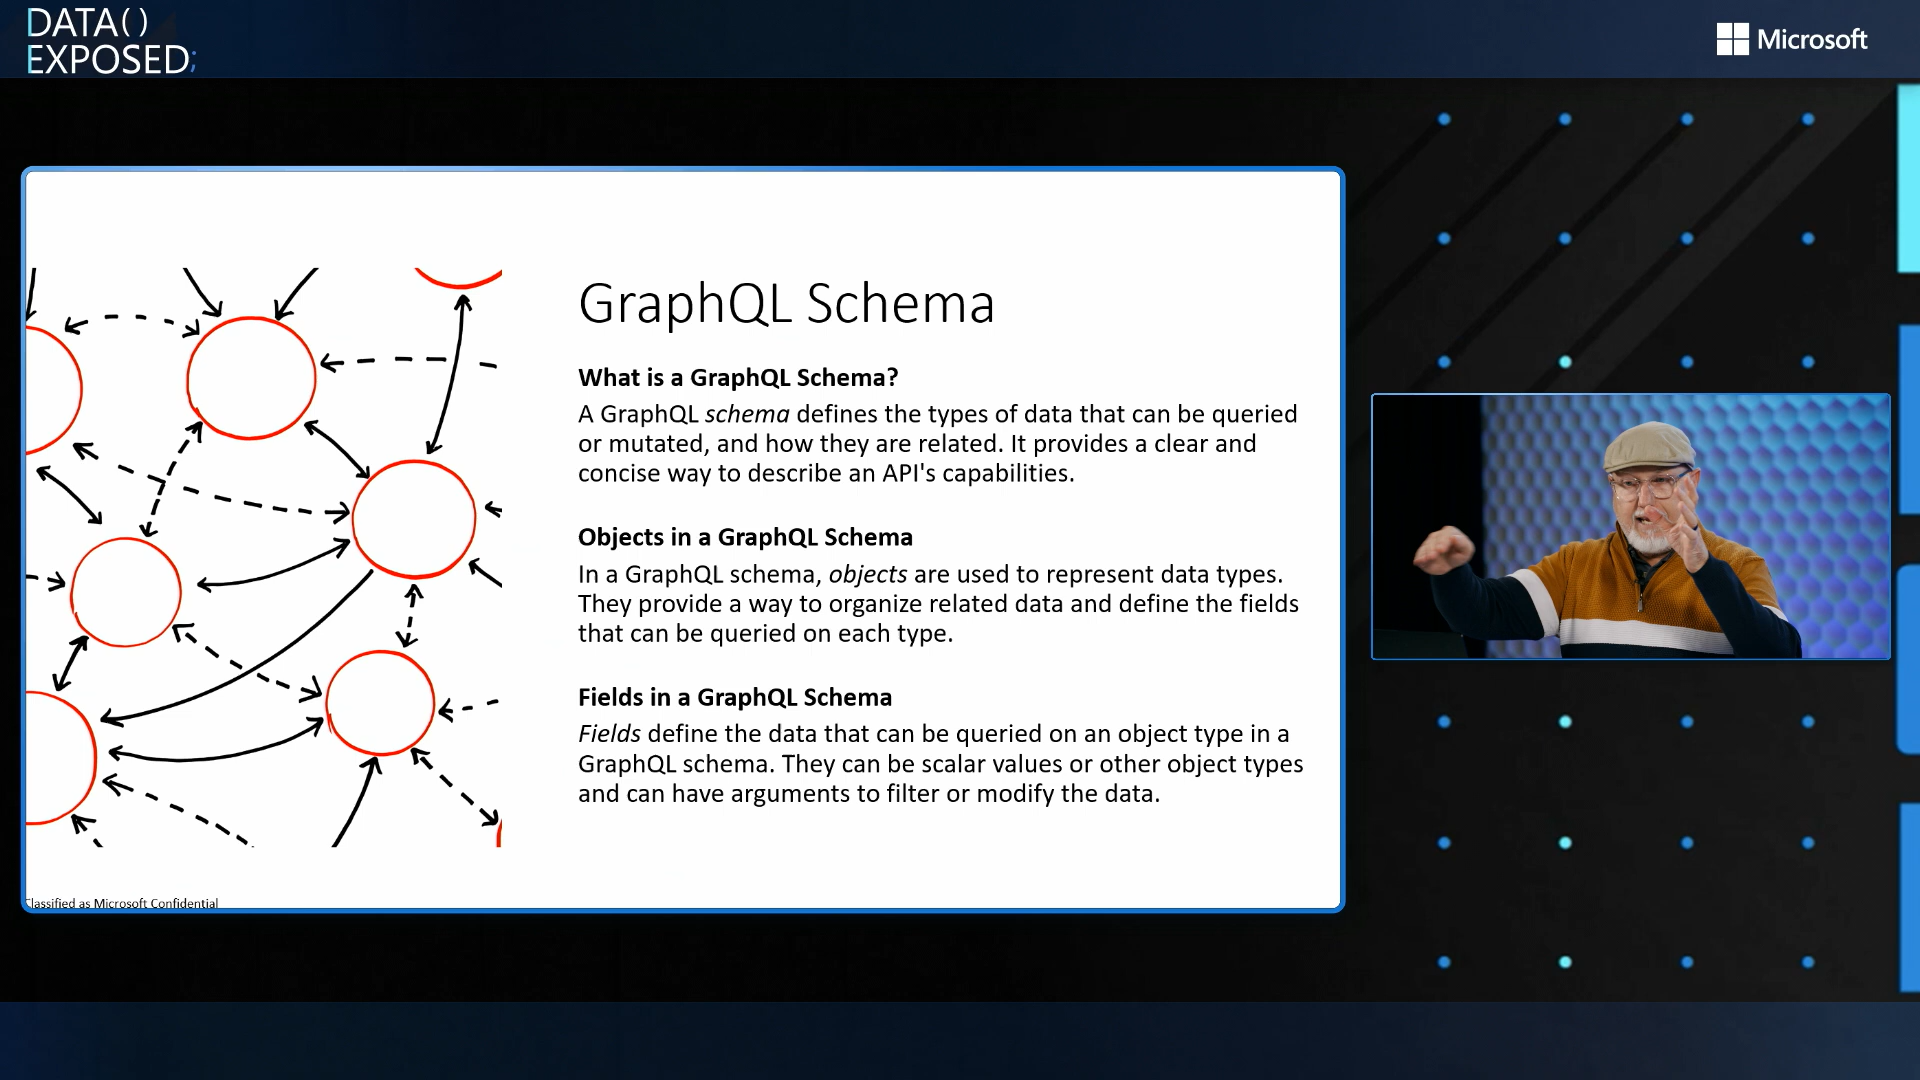 DATA()
EXPOSED;
Microsoft
GraphQL Schema
What is a GraphQL Schema?
A GraphQL schema defines the types of data that can be queried
or mutated, and how they are related. It provides a clear and
concise way to describe an API's capabilities.
Objects in a GraphQL Schema
In a GraphQL schema, objects are used to represent data types.
They provide a way to organize related data and define the fields
that can be queried on each type.
Fields in a GraphQL Schema
Fields define the data that can be queried on an object type in a
GraphQL schema. They can be scalar values or other object types
and can have arguments to filter or modify the data.
Classified as Microsoft Confidential